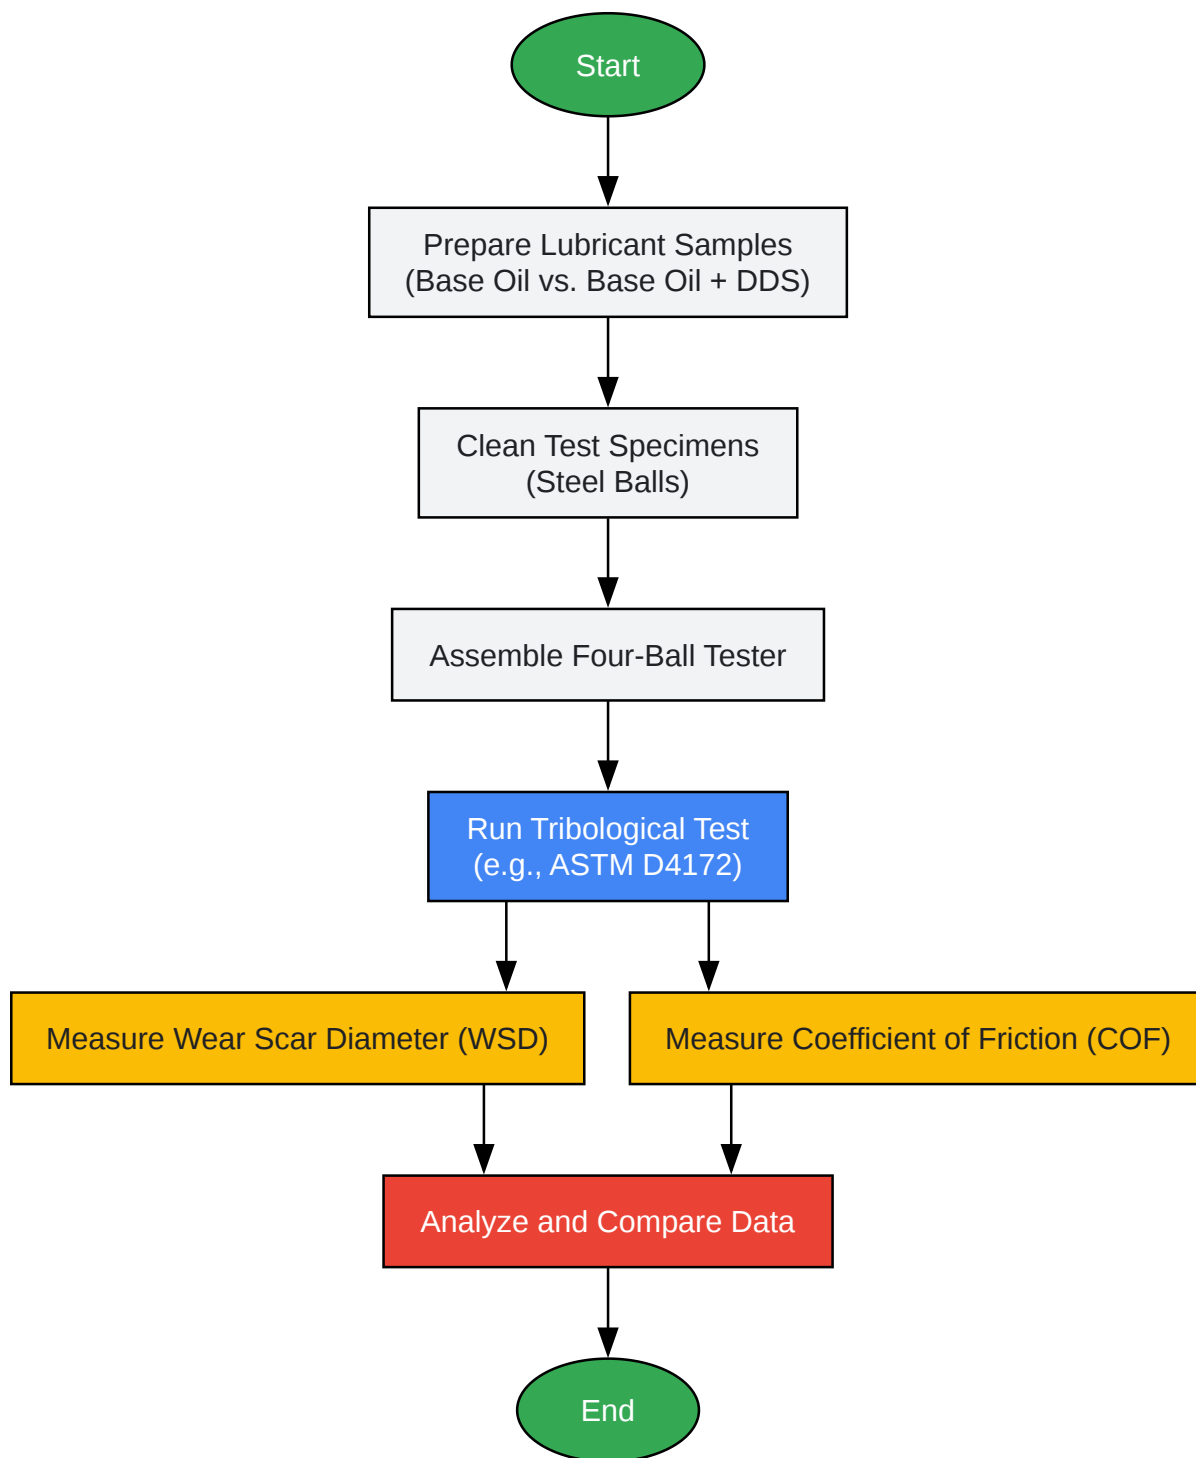 Start
Prepare Lubricant Samples
(Base Oil vs. Base Oil + DDS)
Clean Test Specimens
(Steel Balls)
Assemble Four-Ball Tester
Run Tribological Test
(e.g., ASTM D4172)
Measure Wear Scar Diameter (WSD)
Measure Coefficient of Friction (COF)
Analyze and Compare Data
End